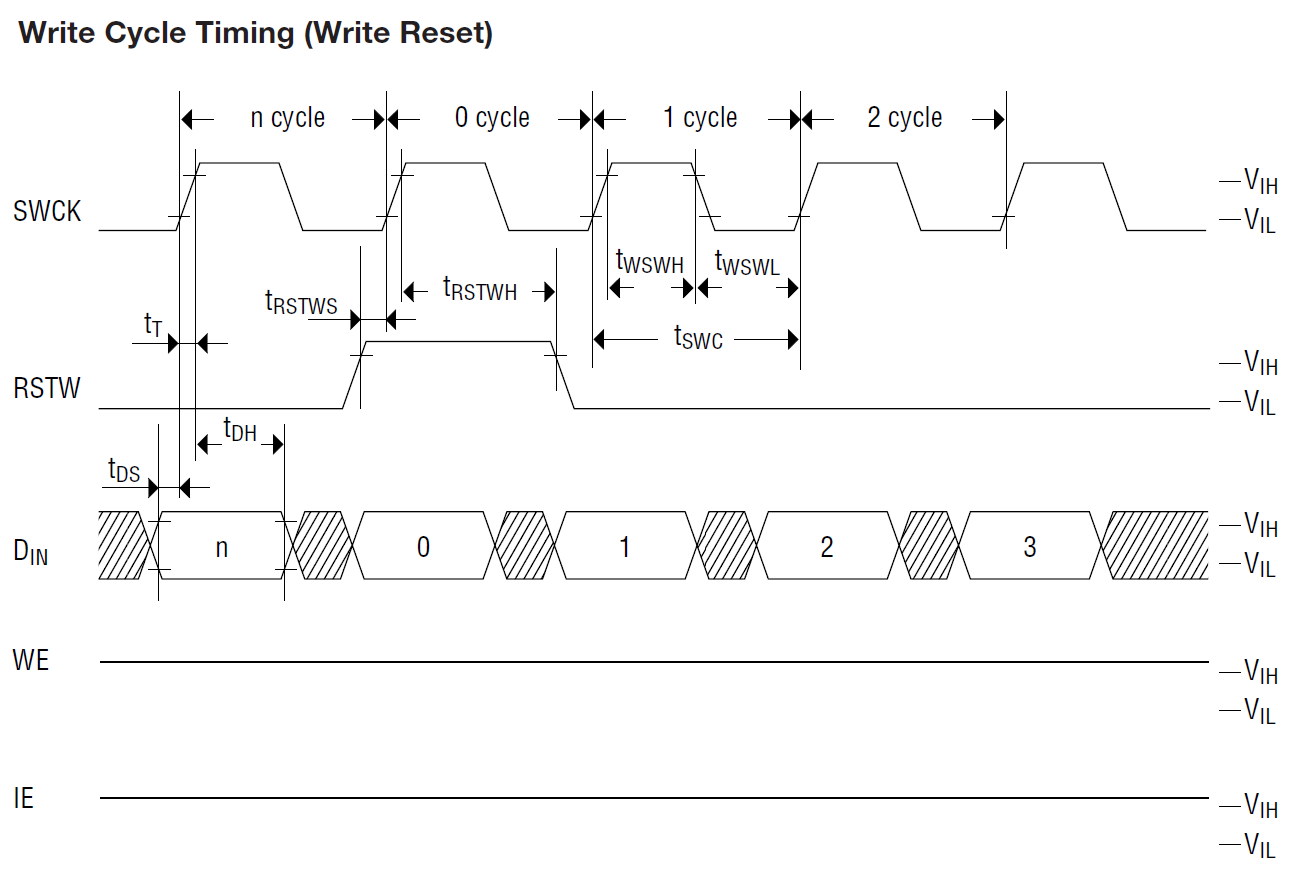 Write Cycle Timing (Write Reset)
n cycle 0 cycle 1 cycle 2 cycle
SWCK
VIH
VIL
tWSWH tWSWL
tRSTWS tRSTWH
tT
tSWC
RSTW
VIH
VIL
tDH
tDS
DIN
n 0 1 2 3
VIH
VIL
WE
VIH
VIL
IE
VIH
VIL